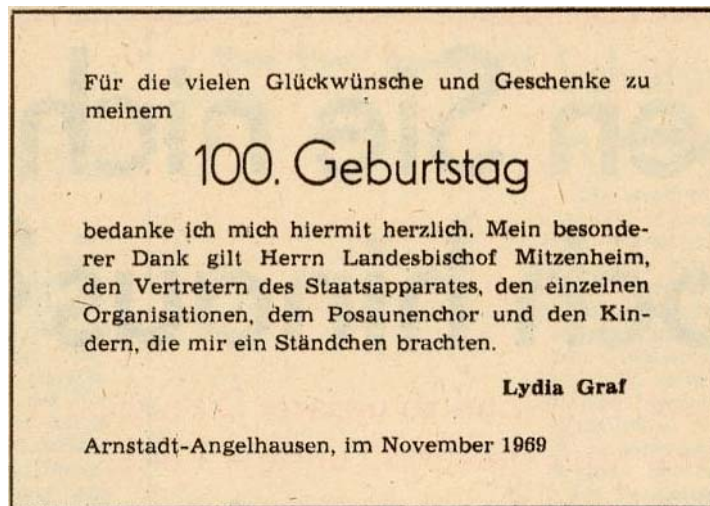 Für die vielen Glückwünsche und Geschenke zu
meinem
100. Geburtstag
bedanke ich mich hiermit herzlich. Mein besonde-
rer Dank gilt Herrn Landesbischof Mitzenheim,
den Vertretern des Staatsapparates, den einzelnen
Organisationen, dem Posaunenchor und den Kin-
dern, die mir ein Ständchen brachten.
Lydia Graf
Arnstadt-Angelhausen, im November 1969